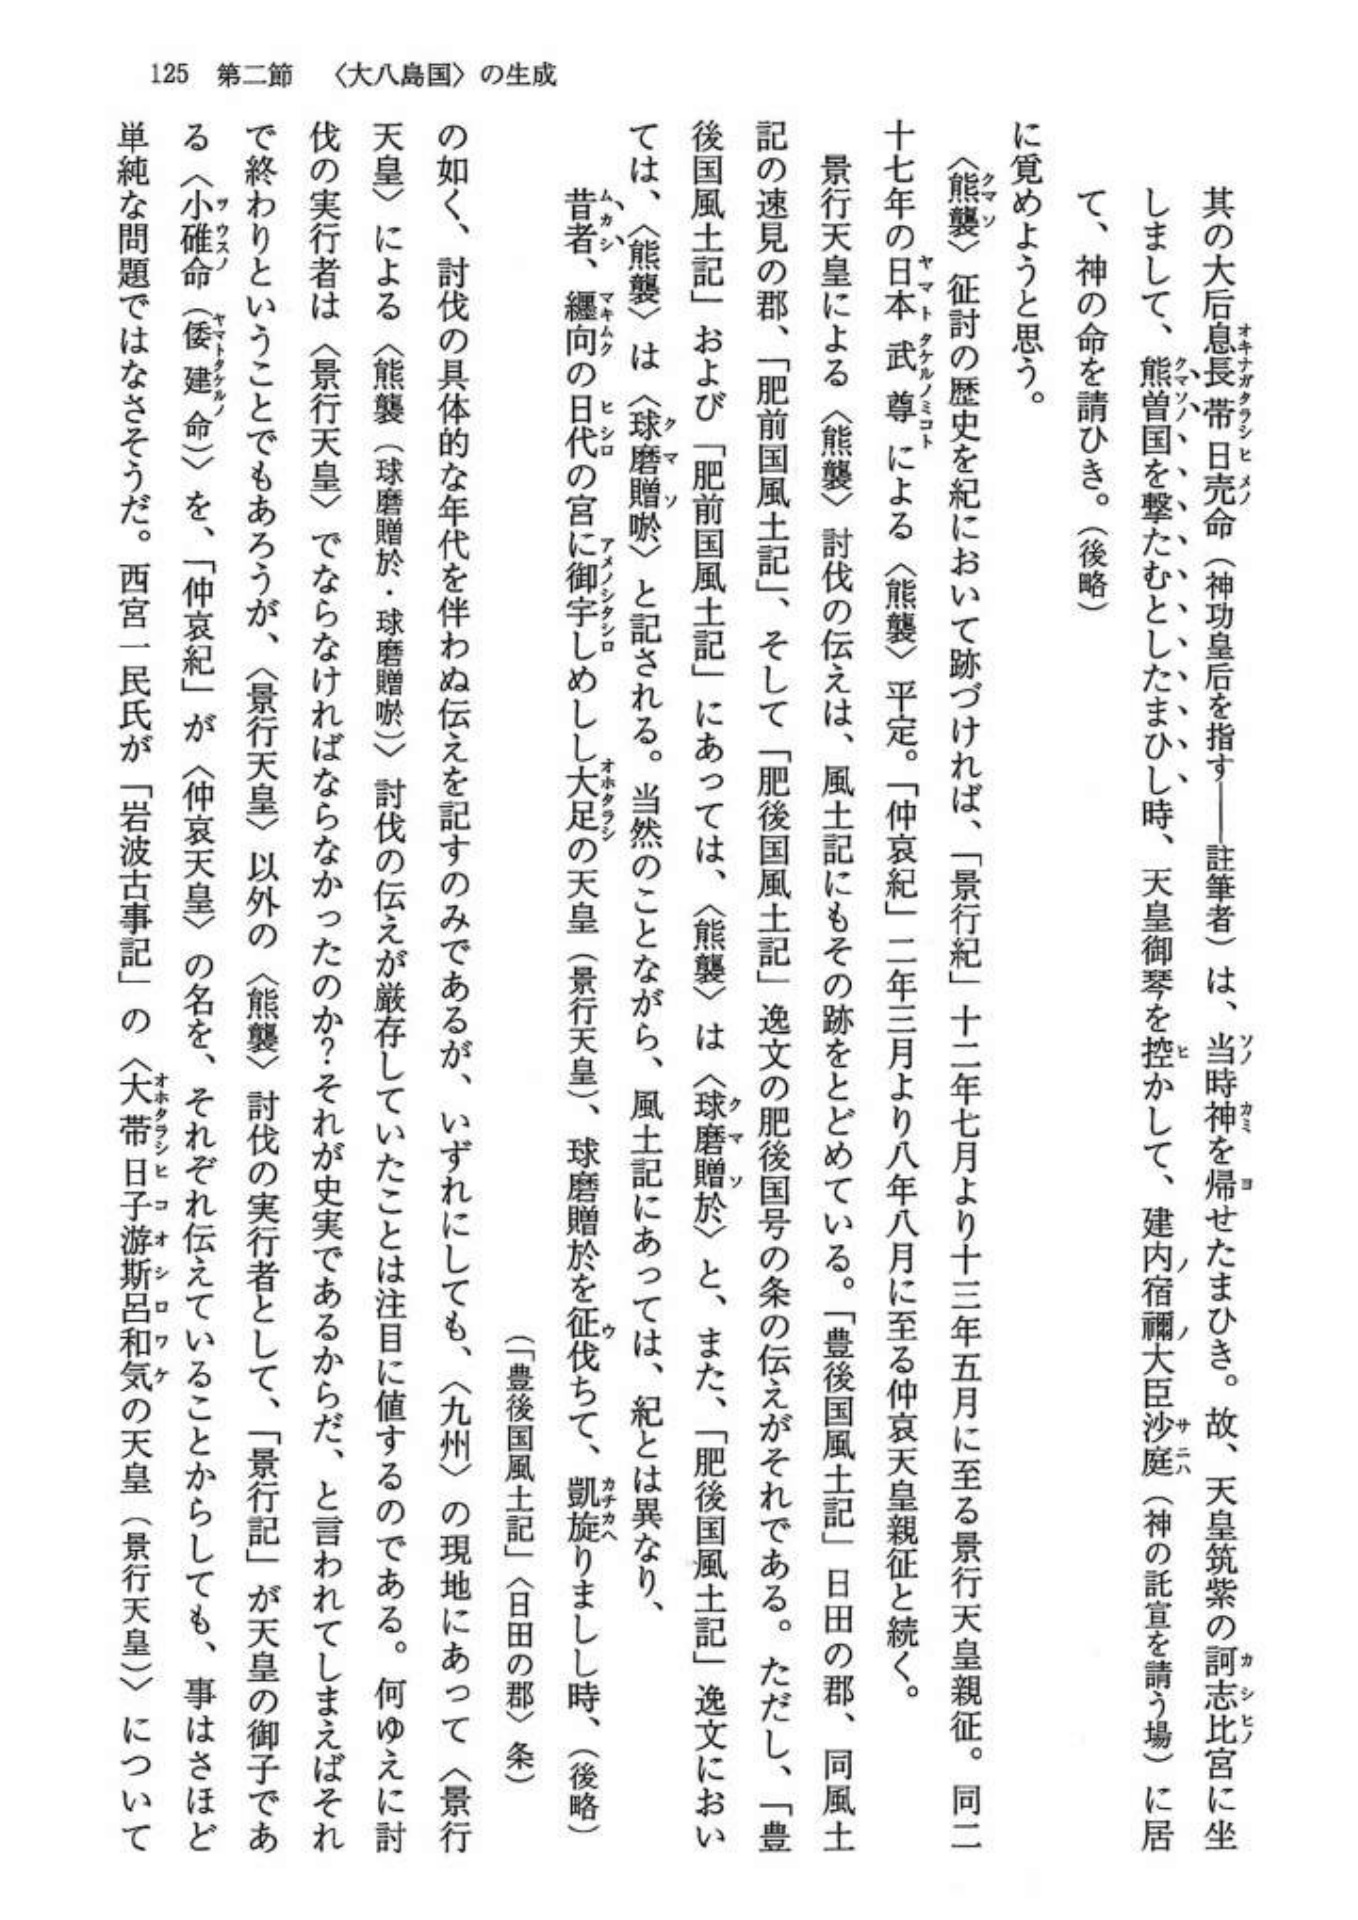 125　第二節　〈大八島国〉の生成
其の大后息長帯日売命（神功皇后を指す――註筆者）は、当時神を帰せたまひき。故、天皇筑紫の訶志比宮に坐
しまして、熊曽国を撃たむとしたまひし時、天皇御琴を控かして、建内宿禰大臣沙庭（神の託宣を請う場）に居
て、神の命を請ひき。（後略）
に覓めようと思う。
〈熊襲〉征討の歴史を紀において跡づければ、「景行紀」十二年七月より十三年五月に至る景行天皇親征。同二
十七年の日本武尊による〈熊襲〉平定。「仲哀紀」二年三月より八年八月に至る仲哀天皇親征と続く。
景行天皇による〈熊襲〉討伐の伝えは、風土記にもその跡をとどめている。「豊後国風土記」日田の郡、同風土
記の速見の郡、「肥前国風土記」、そして「肥後国風土記」逸文の肥後国号の条の伝えがそれである。ただし、「豊
後国風土記」および「肥前国風土記」にあっては、〈熊襲〉は〈球磨贈於〉と、また、「肥後国風土記」逸文におい
ては、〈熊襲〉は〈球磨贈唹〉と記される。当然のことながら、風土記にあっては、紀とは異なり、
昔者、纏向の日代の宮に御宇しめしし大足の天皇（景行天皇）、球磨贈於を征伐ちて、凱旋りましし時、（後略）
（「豊後国風土記」〈日田の郡〉条）
の如く、討伐の具体的な年代を伴わぬ伝えを記すのみであるが、いずれにしても、〈九州〉の現地にあって〈景行
天皇〉による〈熊襲（球磨贈於・球磨贈唹）〉討伐の伝えが厳存していたことは注目に値するのである。何ゆえに討
伐の実行者は〈景行天皇〉でならなければならなかったのか？それが史実であるからだ、と言われてしまえばそれ
で終わりということでもあろうが、〈景行天皇〉以外の〈熊襲〉討伐の実行者として、「景行記」が天皇の御子であ
る〈小碓命（倭建命）〉を、「仲哀紀」が〈仲哀天皇〉の名を、それぞれ伝えていることからしても、事はさほど
単純な問題ではなさそうだ。西宮一民氏が「岩波古事記」の〈大帯日子淤斯呂和気の天皇（景行天皇）〉について